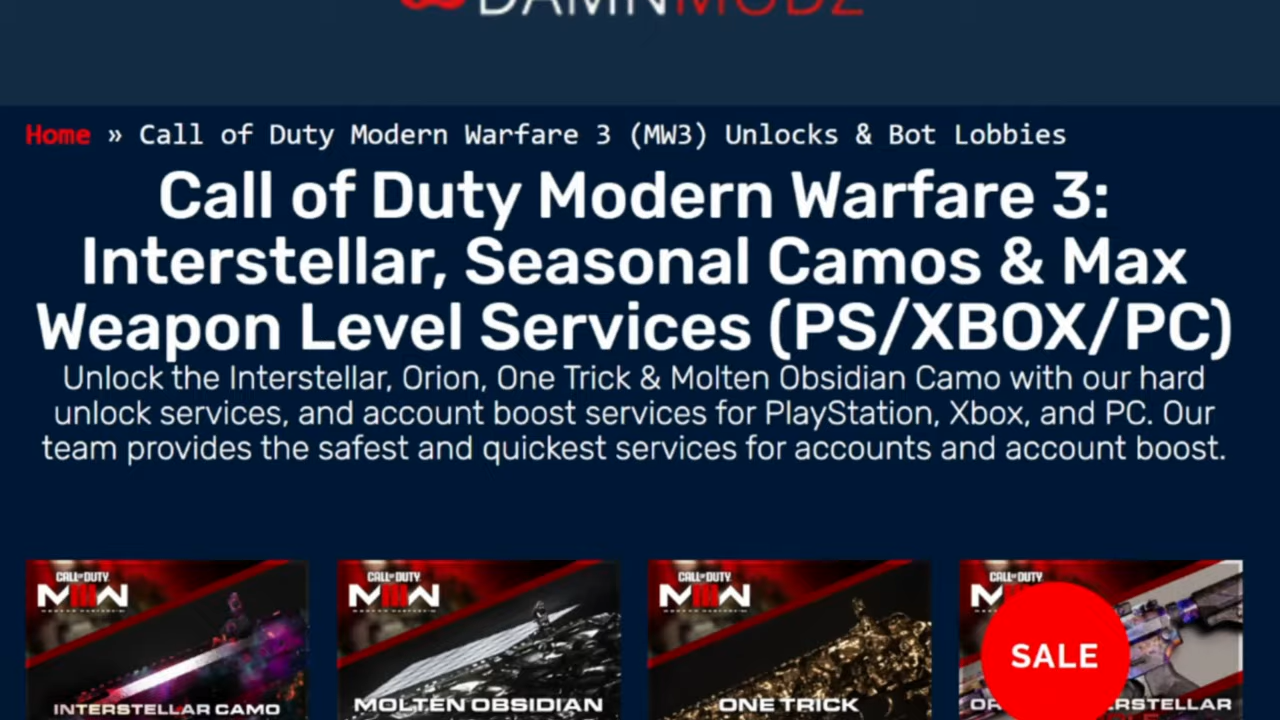 DAMNMODZ
Home » Call of Duty Modern Warfare 3 (MW3) Unlocks & Bot Lobbies
Call of Duty Modern Warfare 3:
Interstellar, Seasonal Camos & Max
Weapon Level Services (PS/XBOX/PC)
Unlock the Interstellar, Orion, One Trick & Molten Obsidian Camo with our hard
unlock services, and account boost services for PlayStation, Xbox, and PC. Our
team provides the safest and quickest services for accounts and account boost.
CALL OF DUTY
MW
INTERSTELLAR CAMO
CALL OF DUTY
MW
MOLTEN OBSIDIAN
CALL OF DUTY
MW
ONE TRICK
CALL OF DUTY
SALE